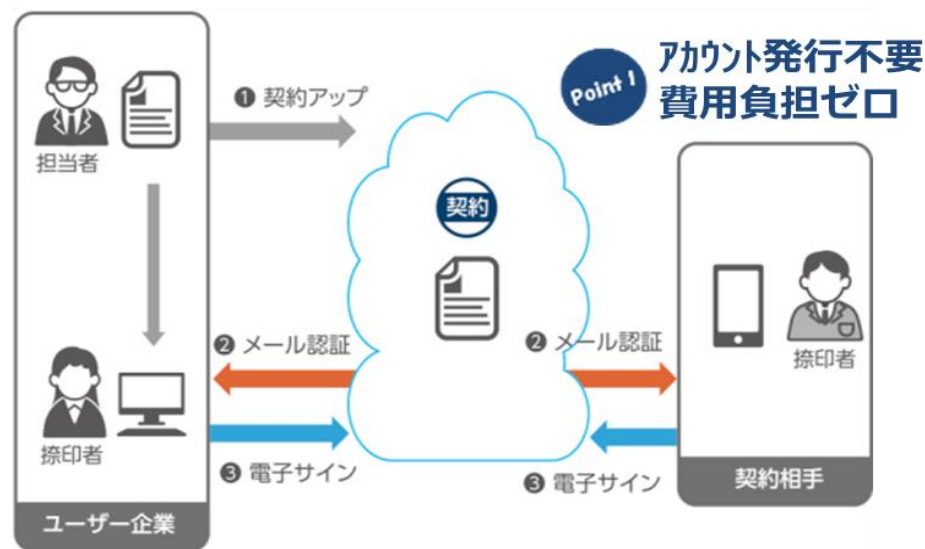 Point 1
アカウント発行不要
費用負担ゼロ
❶ 契約アップ
担当者
契約
❷ メール認証
❷ メール認証
捺印者
捺印者
❸ 電子サイン
❸ 電子サイン
契約相手
ユーザー企業